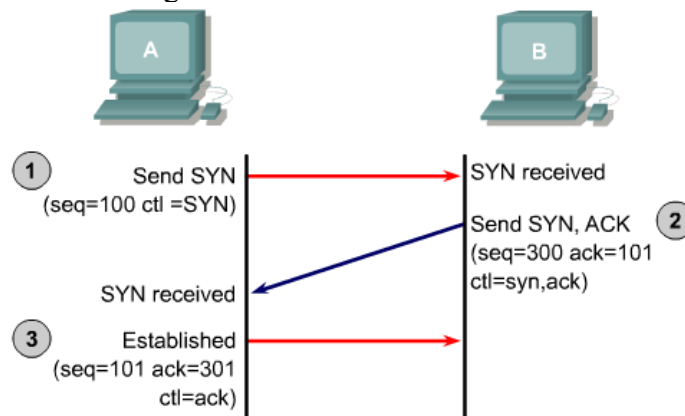 A
B
1
Send SYN
(seq=100 ctl =SYN)
SYN received
Send SYN, ACK
2
(seq=300 ack=101
ctl=syn,ack)
SYN received
3
Established
(seq=101 ack=301
ctl=ack)